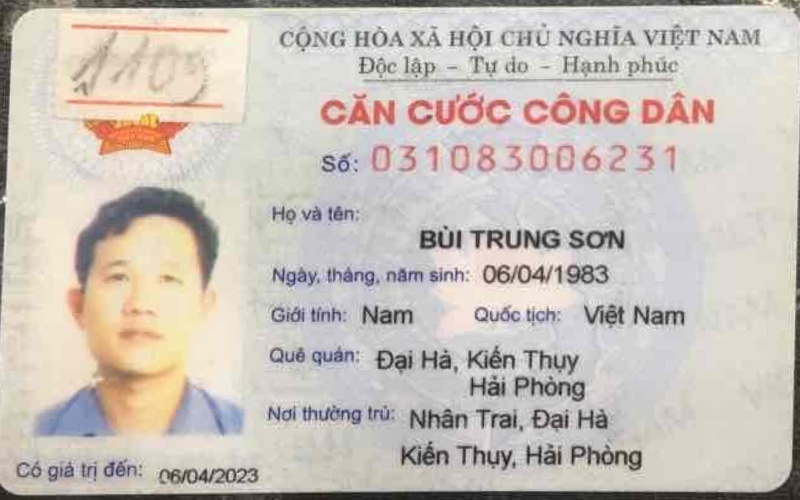 1109
CỘNG HÒA XÃ HỘI CHỦ NGHĨA VIỆT NAM
Độc lập - Tự do - Hạnh phúc
CĂN CƯỚC CÔNG DÂN
Số: 031083006231
Họ và tên:
BÙI TRUNG SƠN
Ngày, tháng, năm sinh: 06/04/1983
Giới tính: Nam Quốc tịch: Việt Nam
Quê quán: Đại Hà, Kiến Thụy
Hải Phòng
Nơi thường trú: Nhân Trai, Đại Hà
Kiến Thụy, Hải Phòng
Có giá trị đến: 06/04/2023